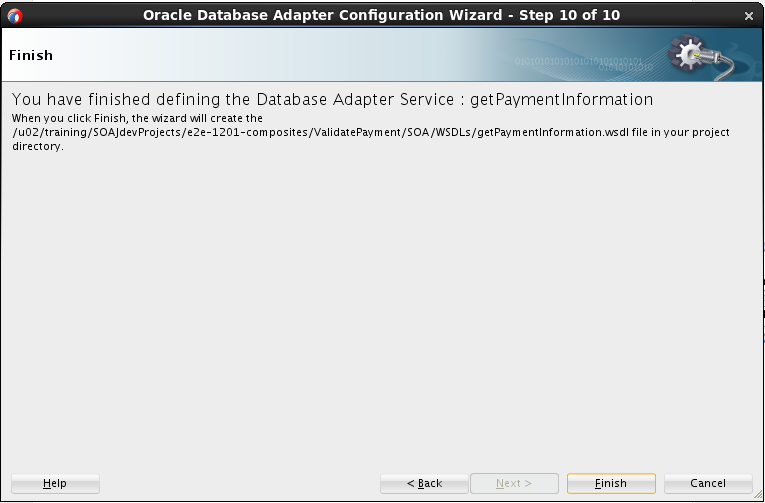 Oracle Database Adapter Configuration Wizard - Step 10 of 10
Finish
01010101010101010101010101
0101010101
You have finished defining the Database Adapter Service : getPaymentInformation
When you click Finish, the wizard will create the
/u02/training/SOAJdevProjects/e2e-1201-composites/ValidatePayment/SOA/WSDLs/getPaymentInformation.wsdl file in your project
directory.
Help
< Back
Next >
Finish
Cancel